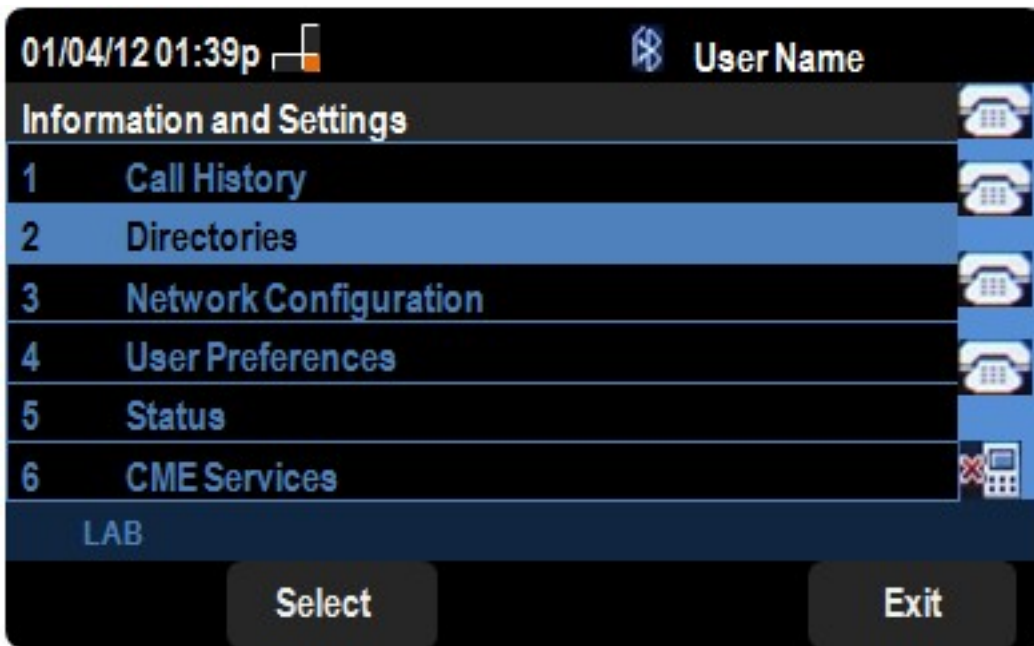 01/04/12 01:39p User Name
Information and Settings
1 Call History
2 Directories
3 Network Configuration
4 User Preferences
5 Status
6 CME Services
LAB
Select Exit